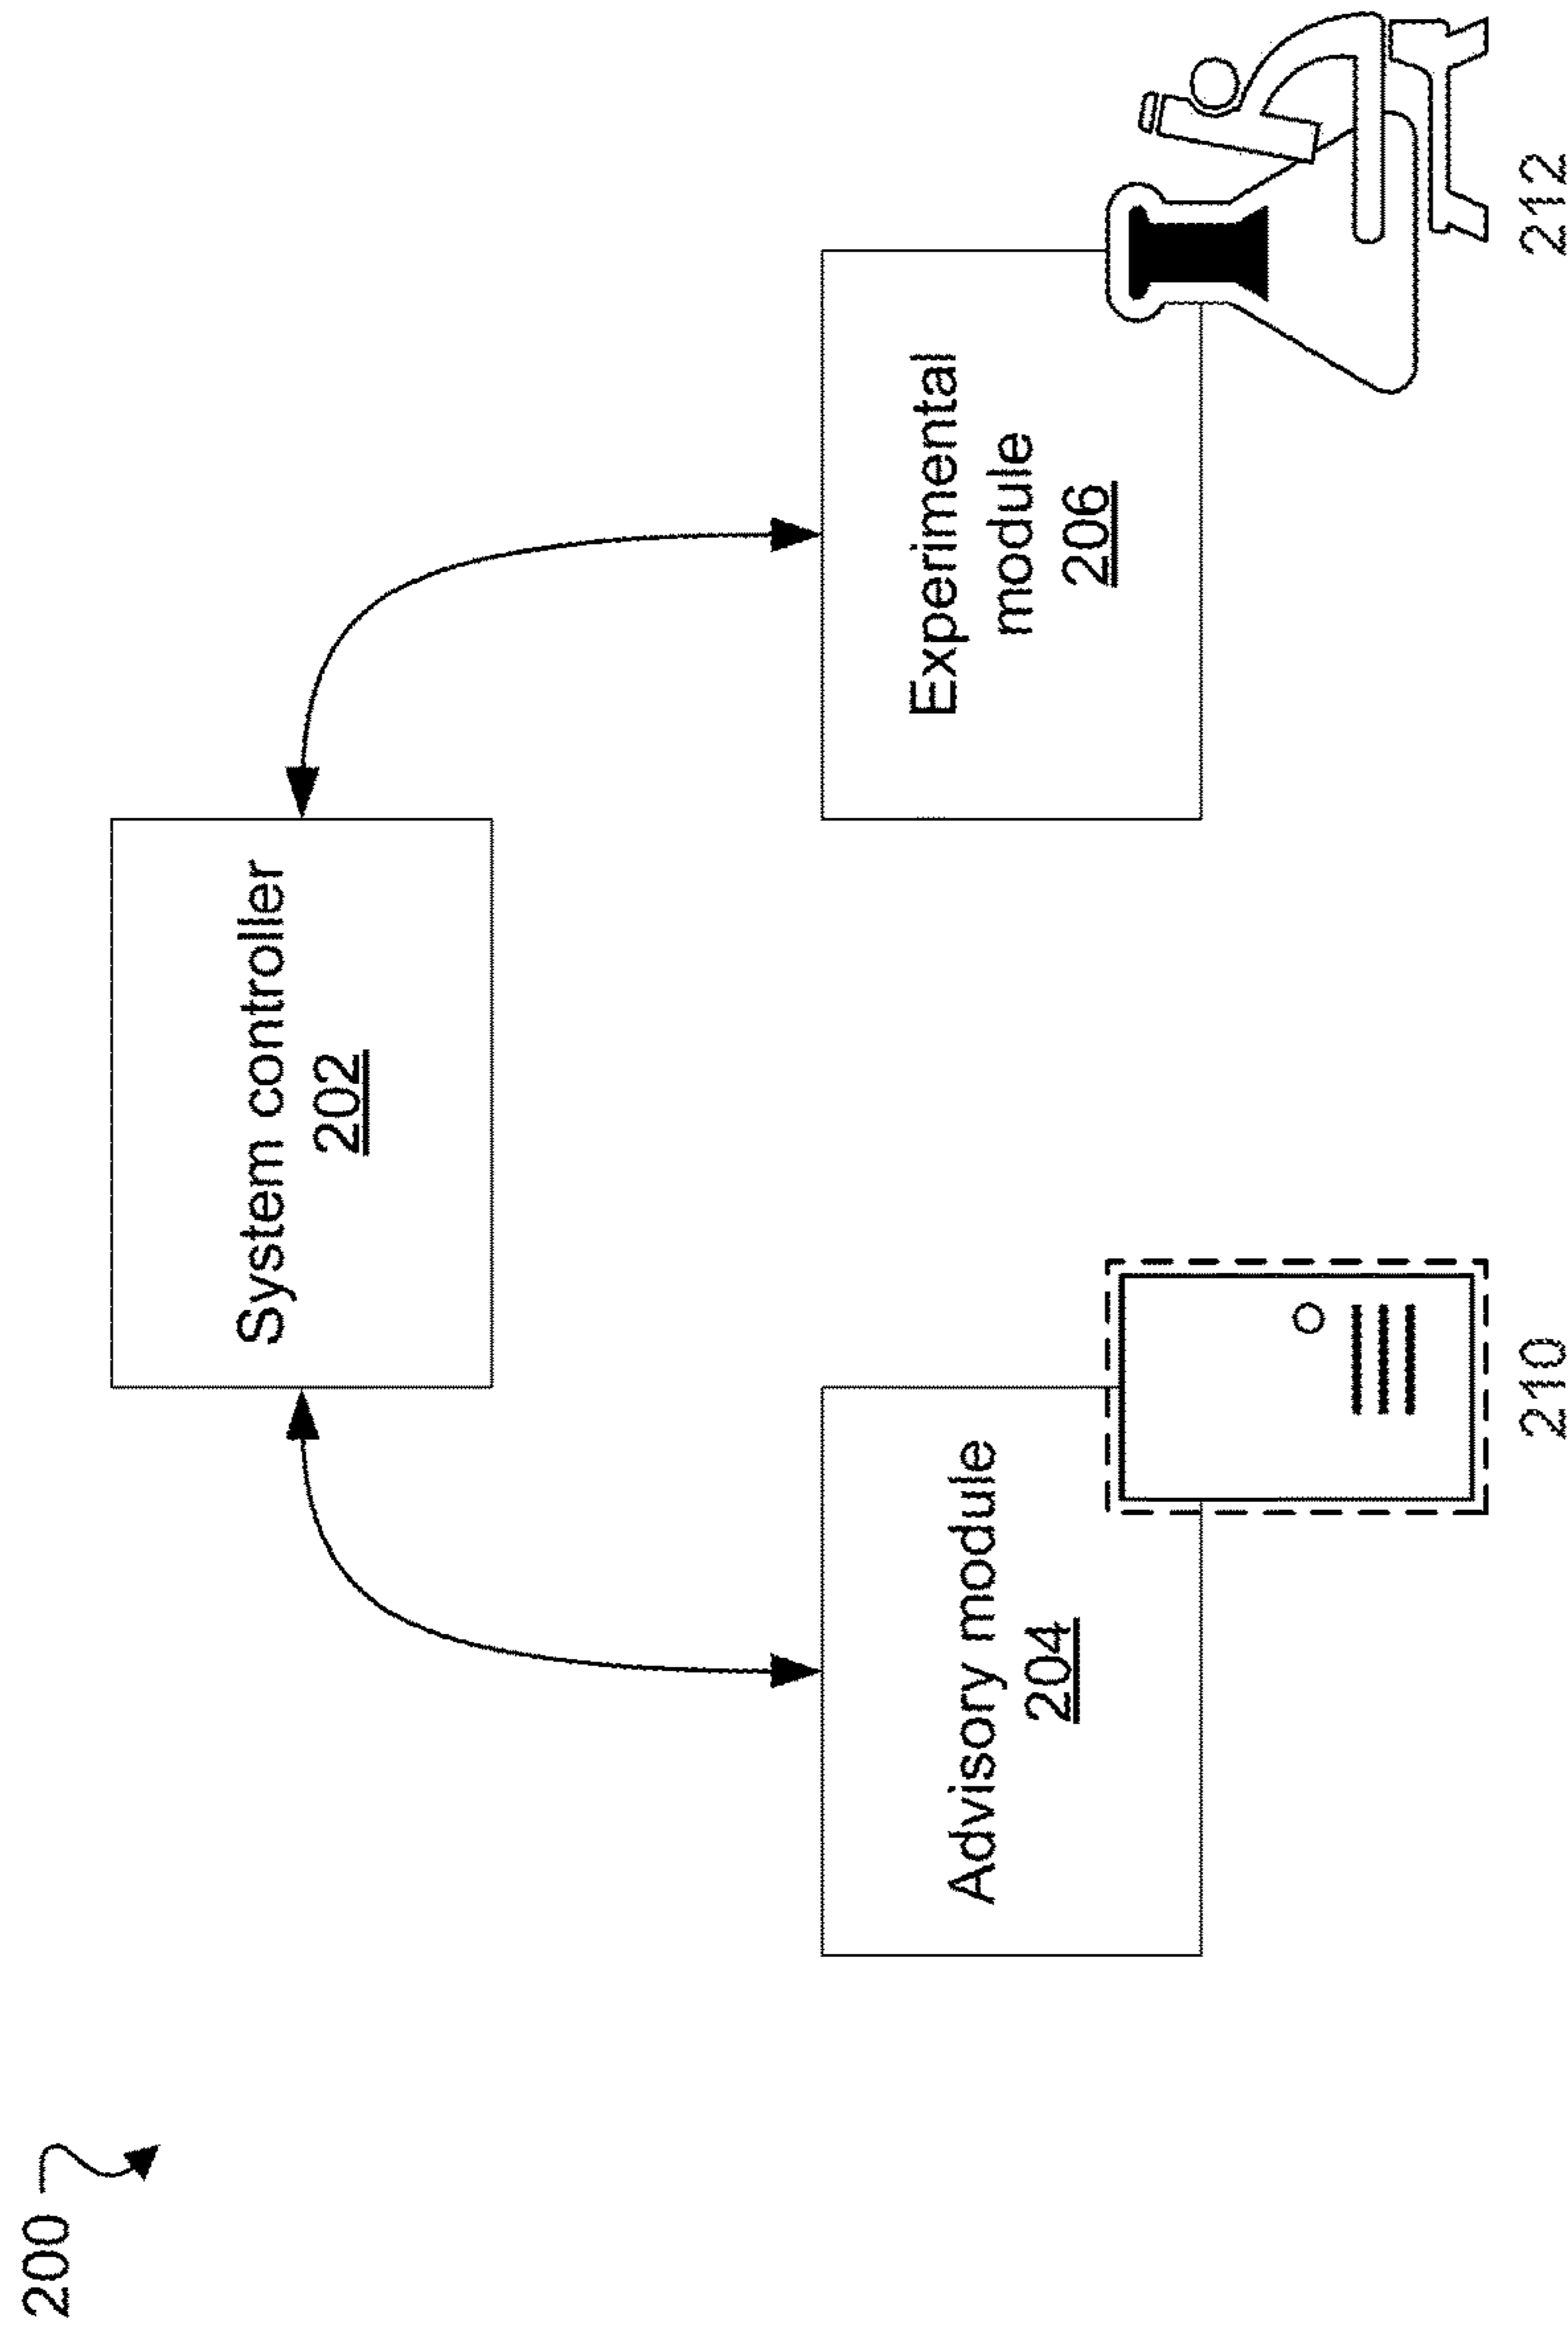 200
System controller
202
Advisory module
204
210
Experimental
module
206
212